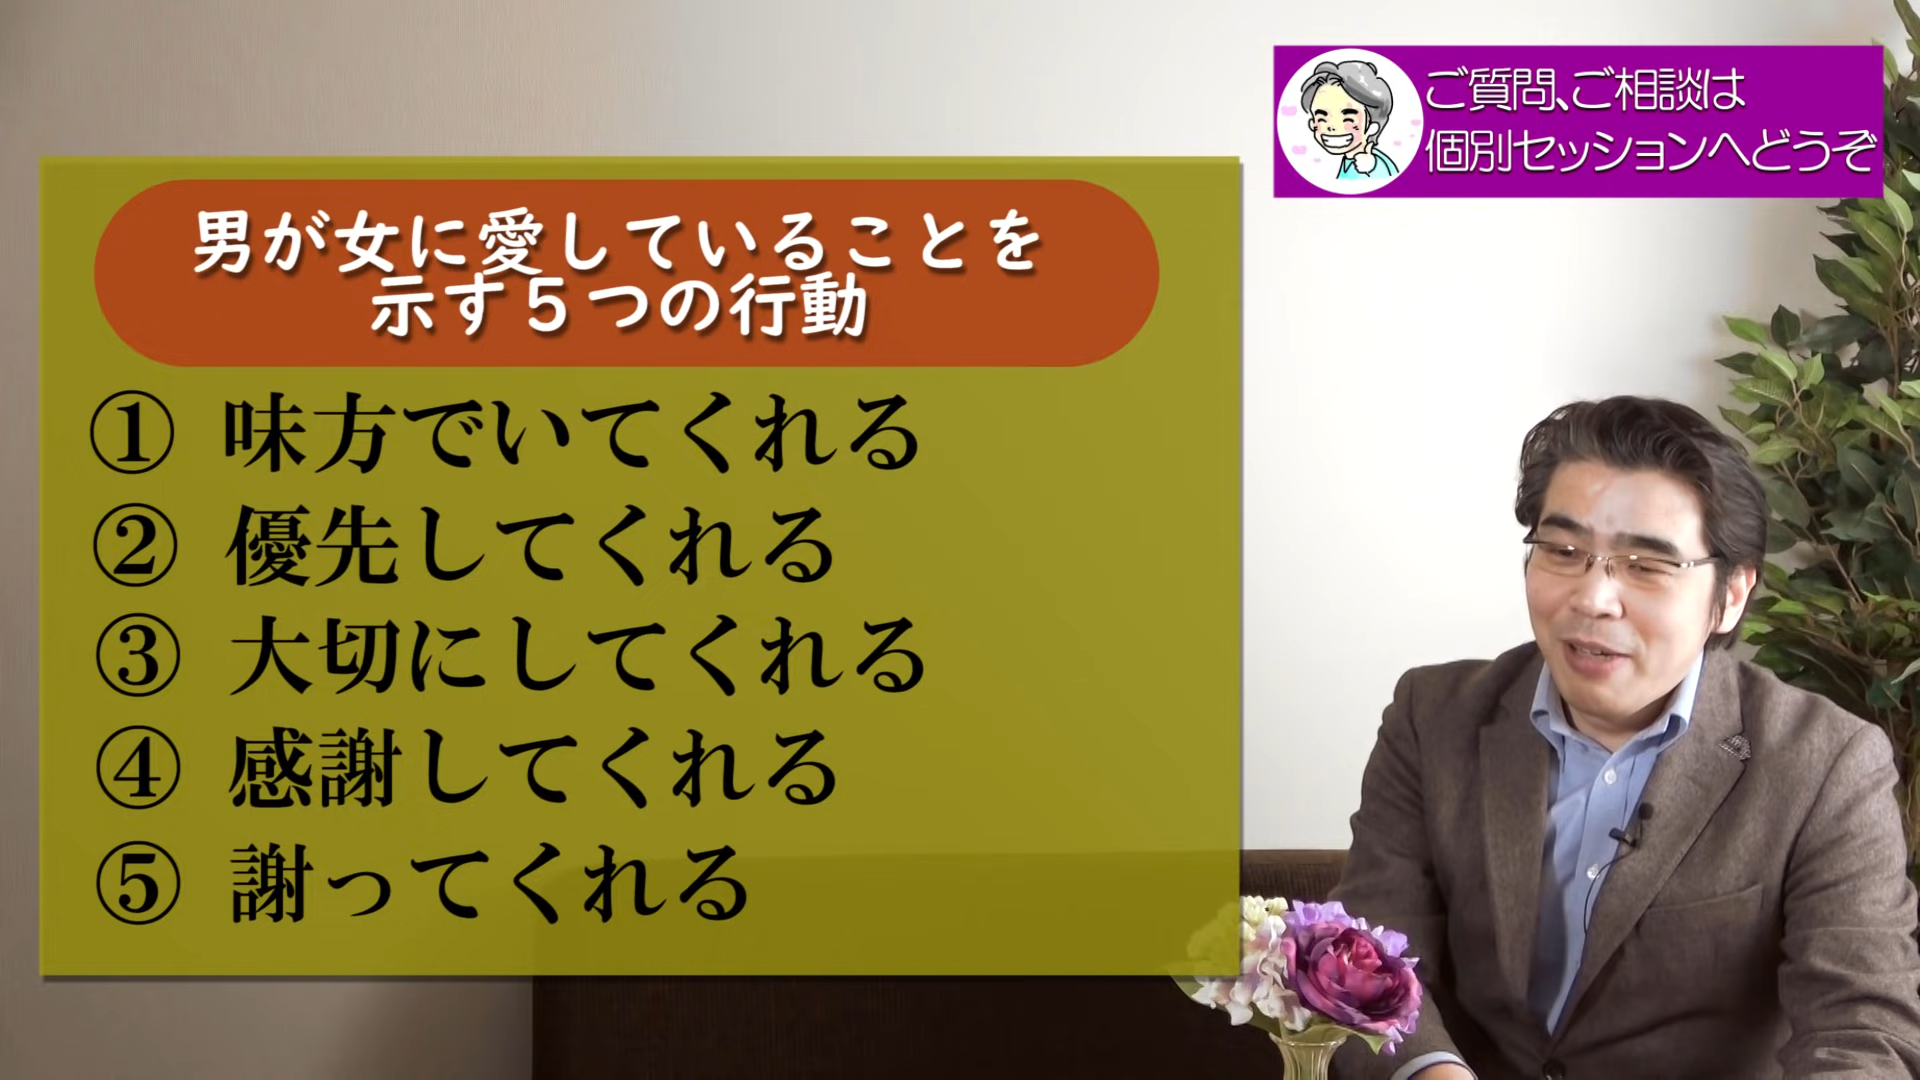 ご質問、ご相談は
個別セッションへどうぞ
男が女に愛していることを
示す５つの行動
① 味方でいてくれる
② 優先してくれる
③ 大切にしてくれる
④ 感謝してくれる
⑤ 謝ってくれる